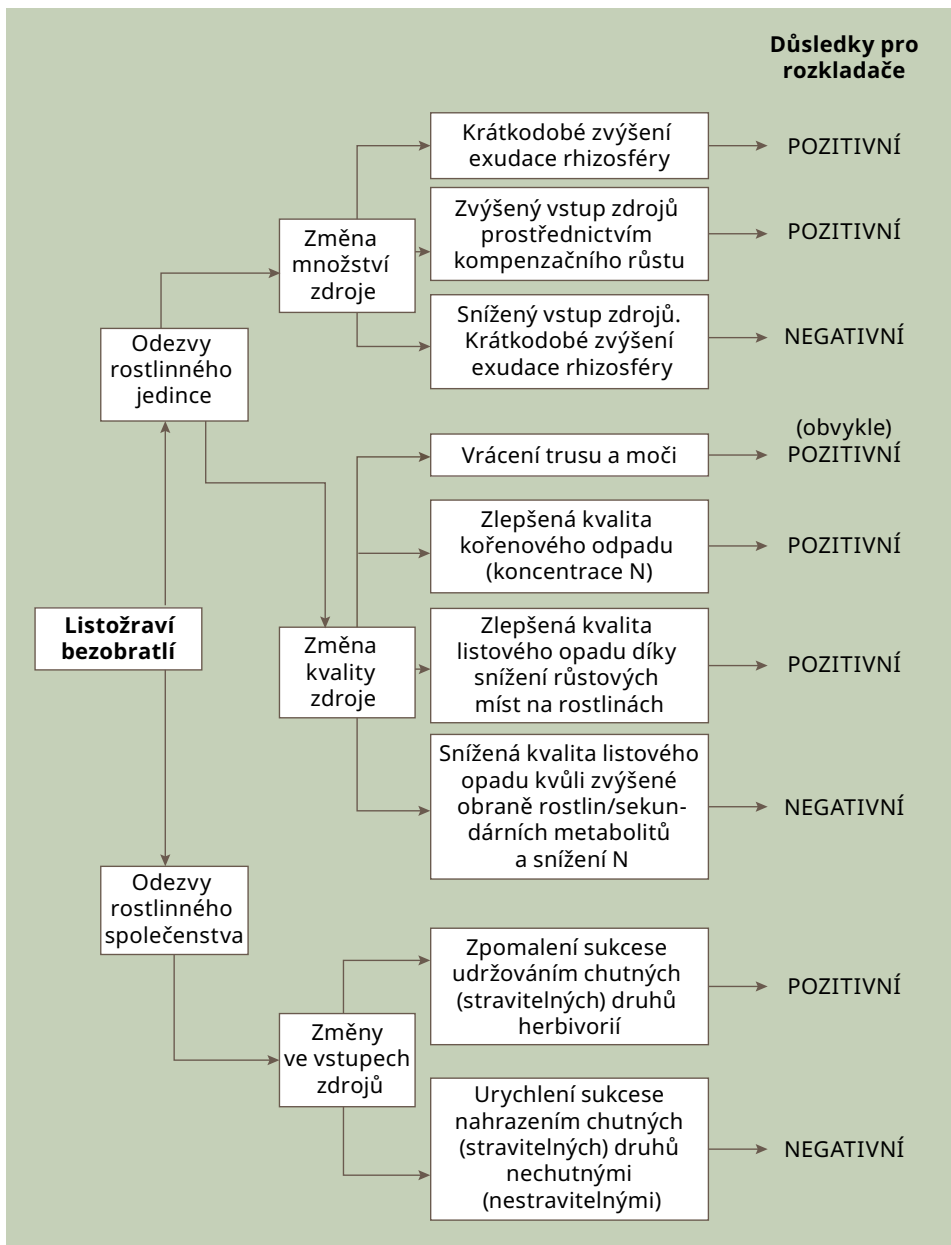 Důsledky pro
rozkladače
Krátkodobé zvýšení
exudace rhizosféry
POZITIVNÍ
Změna
množství
zdroje
Zvýšený vstup zdrojů
prostřednictvím
kompenzačního růstu
POZITIVNÍ
Snížený vstup zdrojů.
Krátkodobé zvýšení
exudace rhizosféry
NEGATIVNÍ
Odezvy
rostlinného
jedince
Vrácení trusu a moči
(obvykle)
POZITIVNÍ
Zlepšená kvalita
kořenového odpadu
(koncentrace N)
POZITIVNÍ
Listožraví
bezobratlí
Změna
kvality
zdroje
Zlepšená kvalita
listového opadu díky
snížení růstových
míst na rostlinách
POZITIVNÍ
Snížená kvalita listového
opadu kvůli zvýšené
obraně rostlin/sekun-
dárních metabolitů
a snížení N
NEGATIVNÍ
Odezvy
rostlinného
společenstva
Zpomalení sukcese
udržováním chutných
(stravitelných) druhů
herbivorií
POZITIVNÍ
Změny
ve vstupech
zdrojů
Urychlení sukcese
nahrazením chutných
(stravitelných) druhů
nechutnými
(nestravitelnými)
NEGATIVNÍ